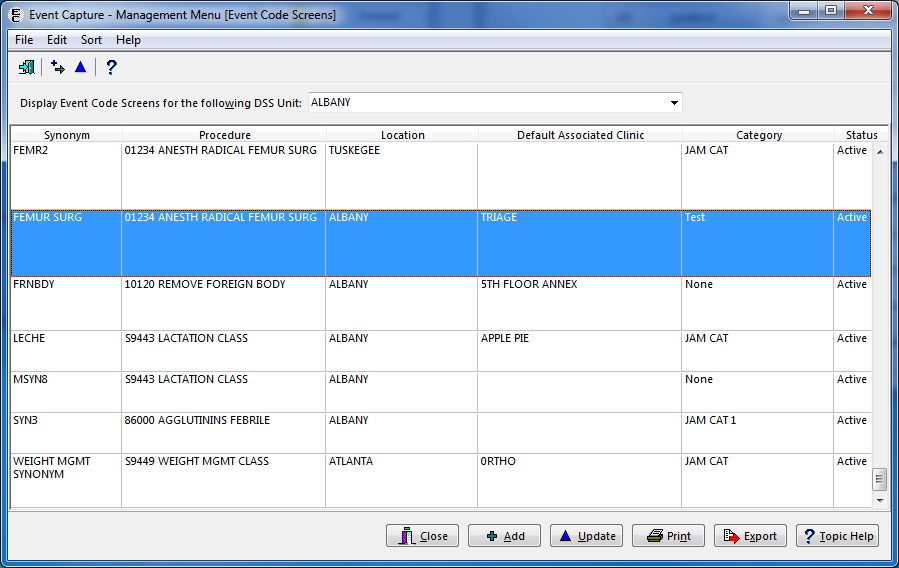 Event Capture - Management Menu [Event Code Screens]
File Edit Sort Help
?
Display Event Code Screens for the following DSS Unit: ALBANY
Synonym Procedure Location Default Associated Clinic Category Status
FEMR2 01234 ANESTH RADICAL FEMUR SURG TUSKEGEE JAM CAT Active
FEMUR SURG 01234 ANESTH RADICAL FEMUR SURG ALBANY TRIAGE Test Active
FRNBDY 10120 REMOVE FOREIGN BODY ALBANY 5TH FLOOR ANNEX None Active
LECHE S9443 LACTATION CLASS ALBANY APPLE PIE JAM CAT Active
MSYN8 S9443 LACTATION CLASS ALBANY None Active
SYN3 86000 AGGLUTININS FEBRILE ALBANY JAM CAT 1 Active
WEIGHT MGMT S9449 WEIGHT MGMT CLASS ATLANTA 0RTHO JAM CAT Active
SYNONYM
Close Add Update Print Export ? Topic Help